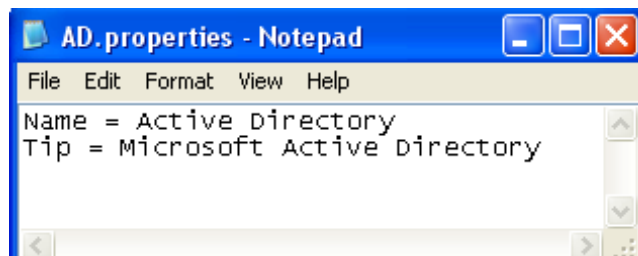 AD.properties - Notepad
File Edit Format View Help
Name = Active Directory
Tip = Microsoft Active Directory